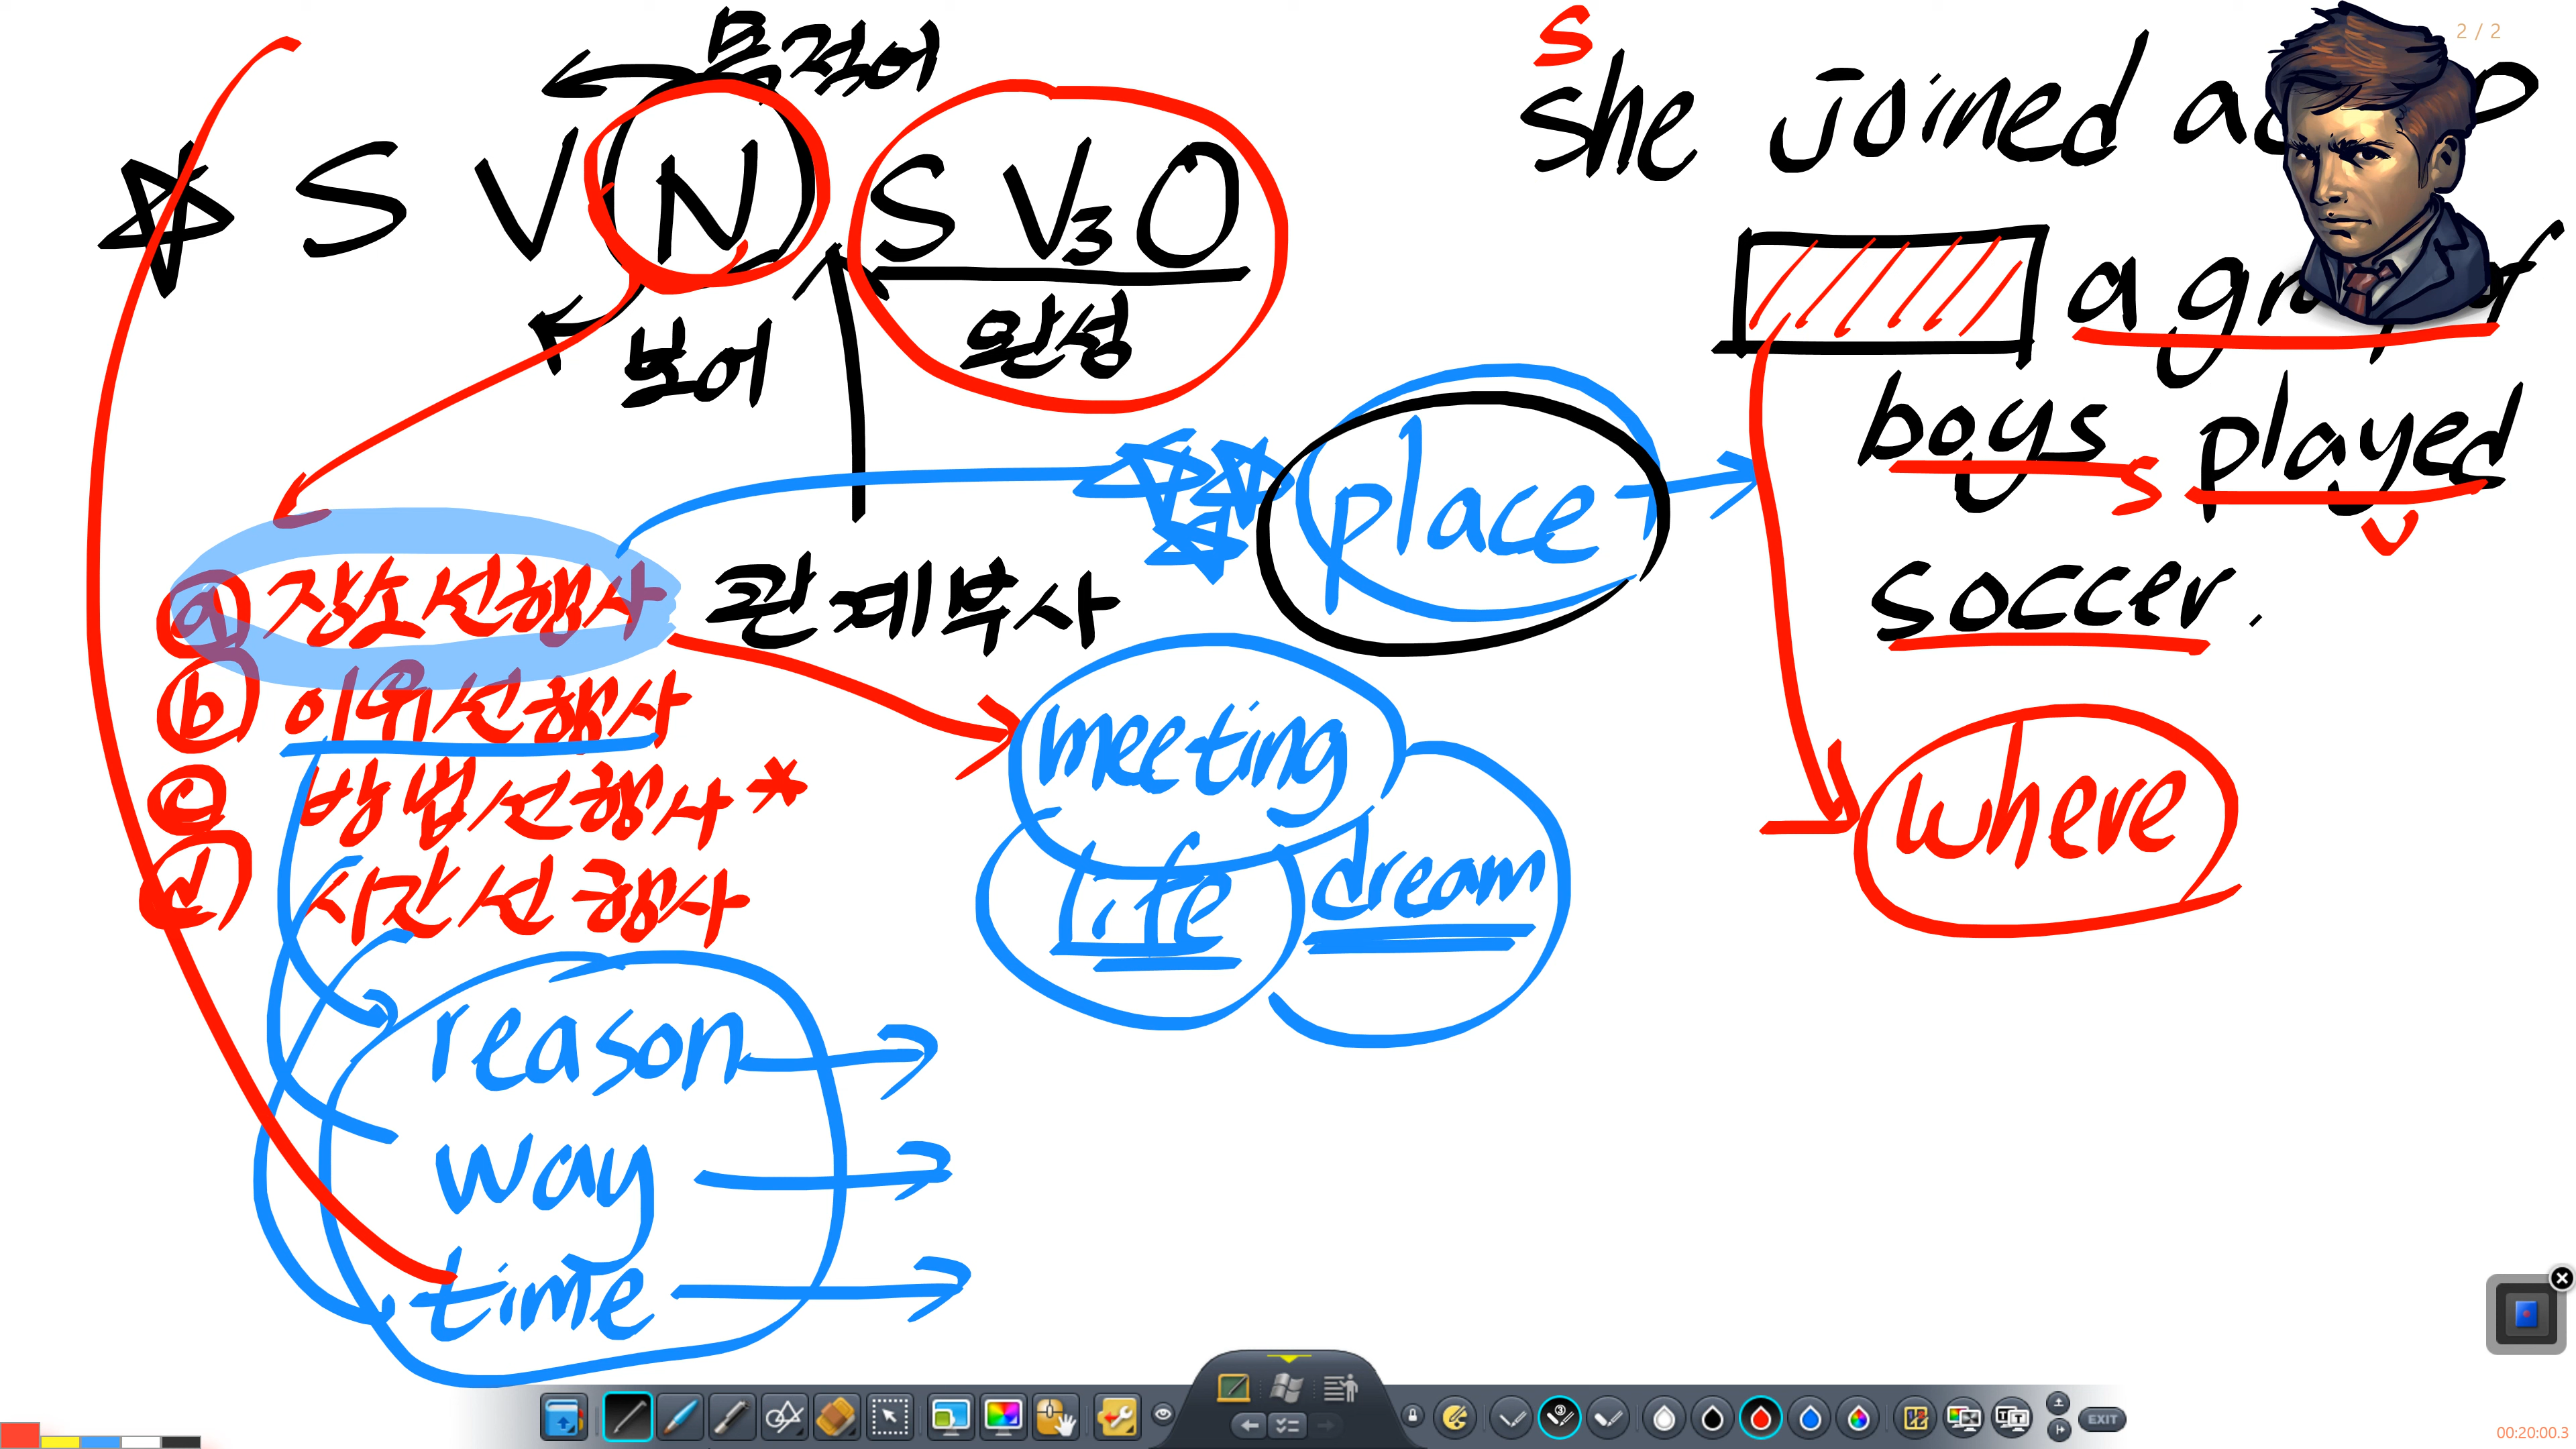 목적어
S V N S V3 O
보어
완성
관계부사
ⓐ 장소선행사
ⓑ 이유선행사
ⓒ 방법선행사*
ⓓ 시간선행사
reason
way
time
place
meeting
Life dream
S
she joined a
boys S played
V
soccer.
where
2 / 2
EXIT
00:20:00.3